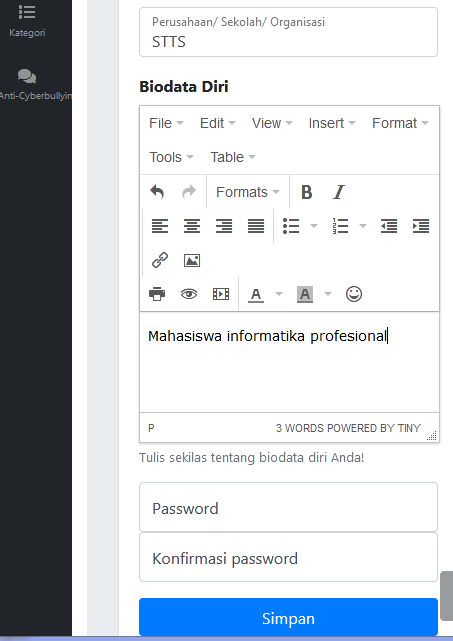 Kategori
Anti-Cyberbullyin
Perusahaan/ Sekolah/ Organisasi
STTS
Biodata Diri
File Edit View Insert Format
Tools Table
Formats B I
A A
Mahasiswa informatika profesional
P 3 WORDS POWERED BY TINY
Tulis sekilas tentang biodata diri Anda!
Password
Konfirmasi password
Simpan